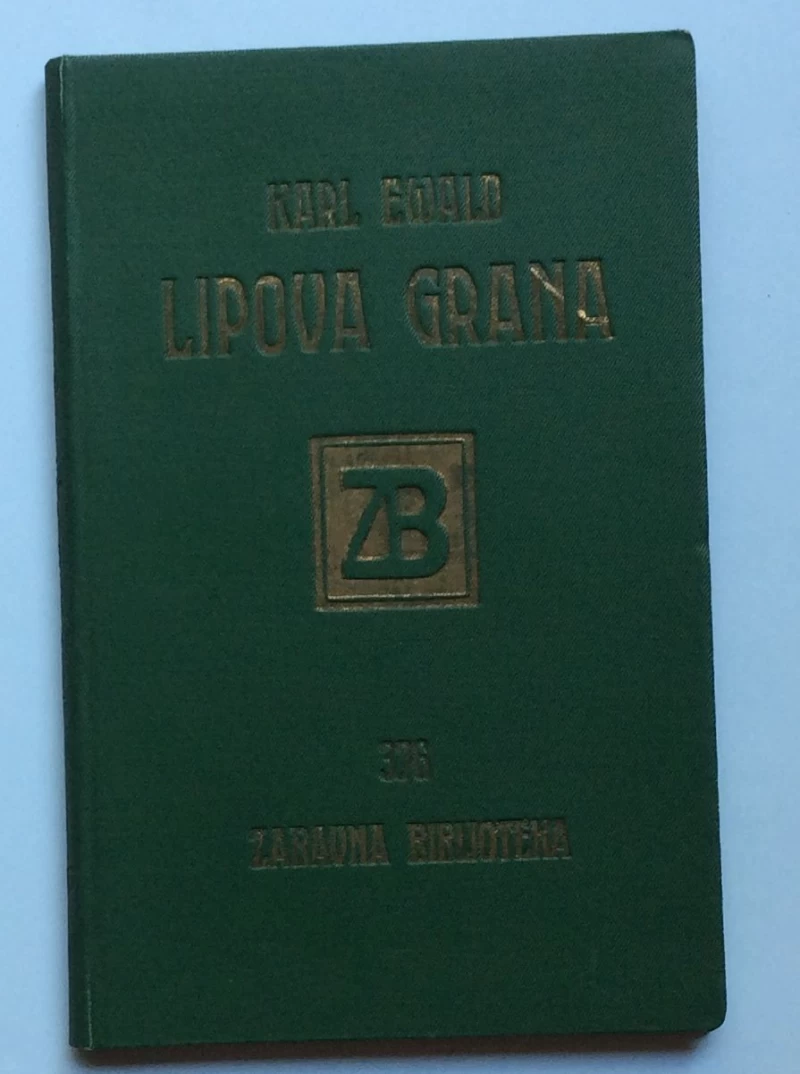 KARL EWALD
LIPOVA GRANA
ZB
376
ZABAVNA BIBLIOTEKA